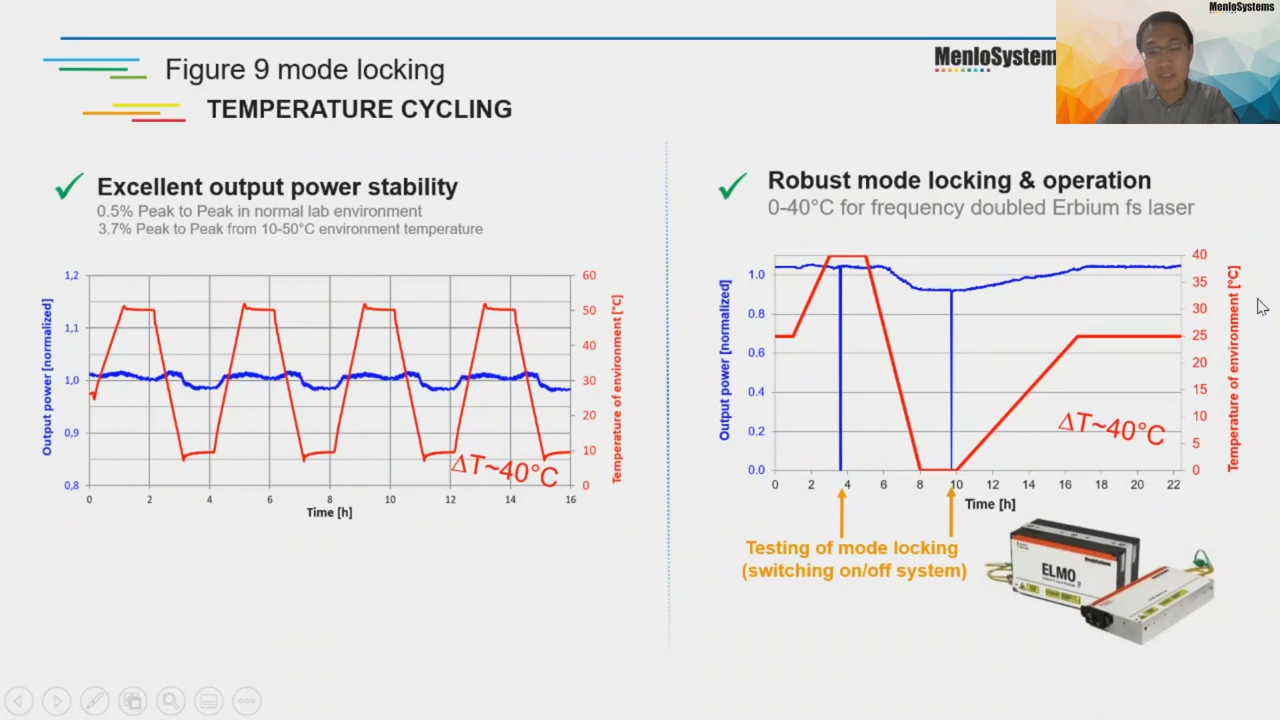 MenloSystems
Figure 9 mode locking
MenloSystem
TEMPERATURE CYCLING
Excellent output power stability
0.5% Peak to Peak in normal lab environment
3.7% Peak to Peak from 10-50°C environment temperature
1,2
1,1
1,0
0,9
0,8
Output power [normalized]
60
50
40
30
20
10
0
Temperature of environment [°C]
ΔT~40°C
0 2 4 6 8 10 12 14 16
Time [h]
Robust mode locking & operation
0-40°C for frequency doubled Erbium fs laser
1.0
0.8
0.6
0.4
0.2
0.0
Output power [normalized]
40
35
30
25
20
15
10
5
0
Temperature of environment [°C]
ΔT~40°C
0 2 4 6 8 10 12 14 16 18 20 22
Time [h]
Testing of mode locking
(switching on/off system)
ELMO